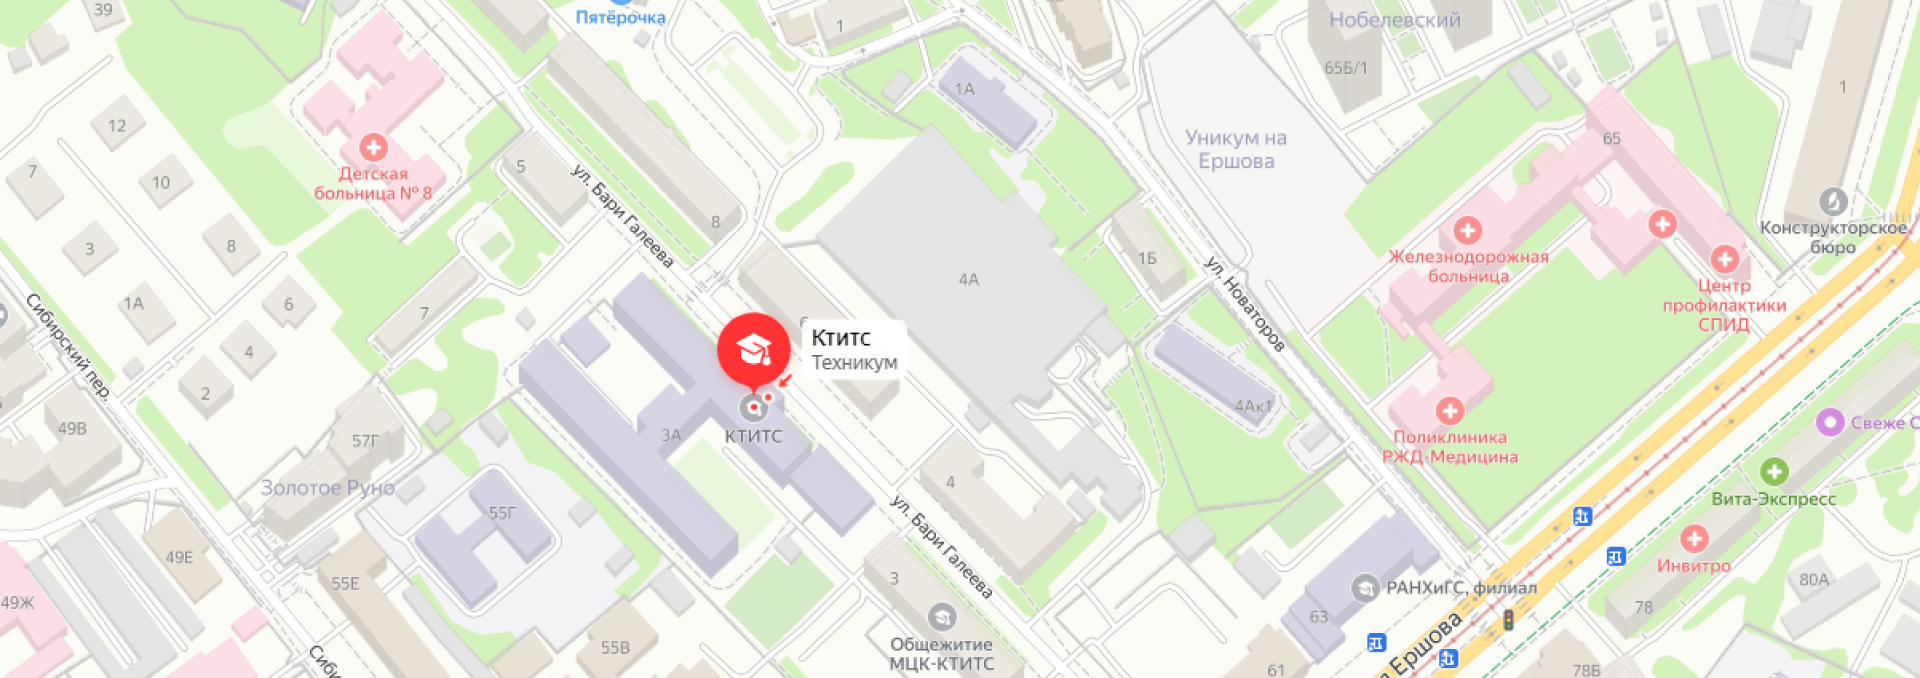 39
Пятёрочка
1
Нобелевский
65Б/1
1А
1
12
65
Уникум на
Ершова
5
7
10
Детская
больница № 8
ул. Бари Галеева
8
Конструкторское
бюро
3
8
1Б
Железнодорожная
больница
4А
ул. Новаторов
Центр
профилактики
СПИД
Сибирский пер.
1А
6
7
Ктитс
Техникум
4
2
4Ак1
49В
57Г
3А
КТИТС
Поликлиника
РЖД-Медицина
Свеже
Золотое Руно
4
Вита-Экспресс
55Г
ул. Бари Галеева
49Е
55Е
3
Инвитро
80А
49Ж
РАНХиГС, филиал
78
63
Общежитие
МЦК-КТИТС
55В
Ершова
Сиби
61
78Б